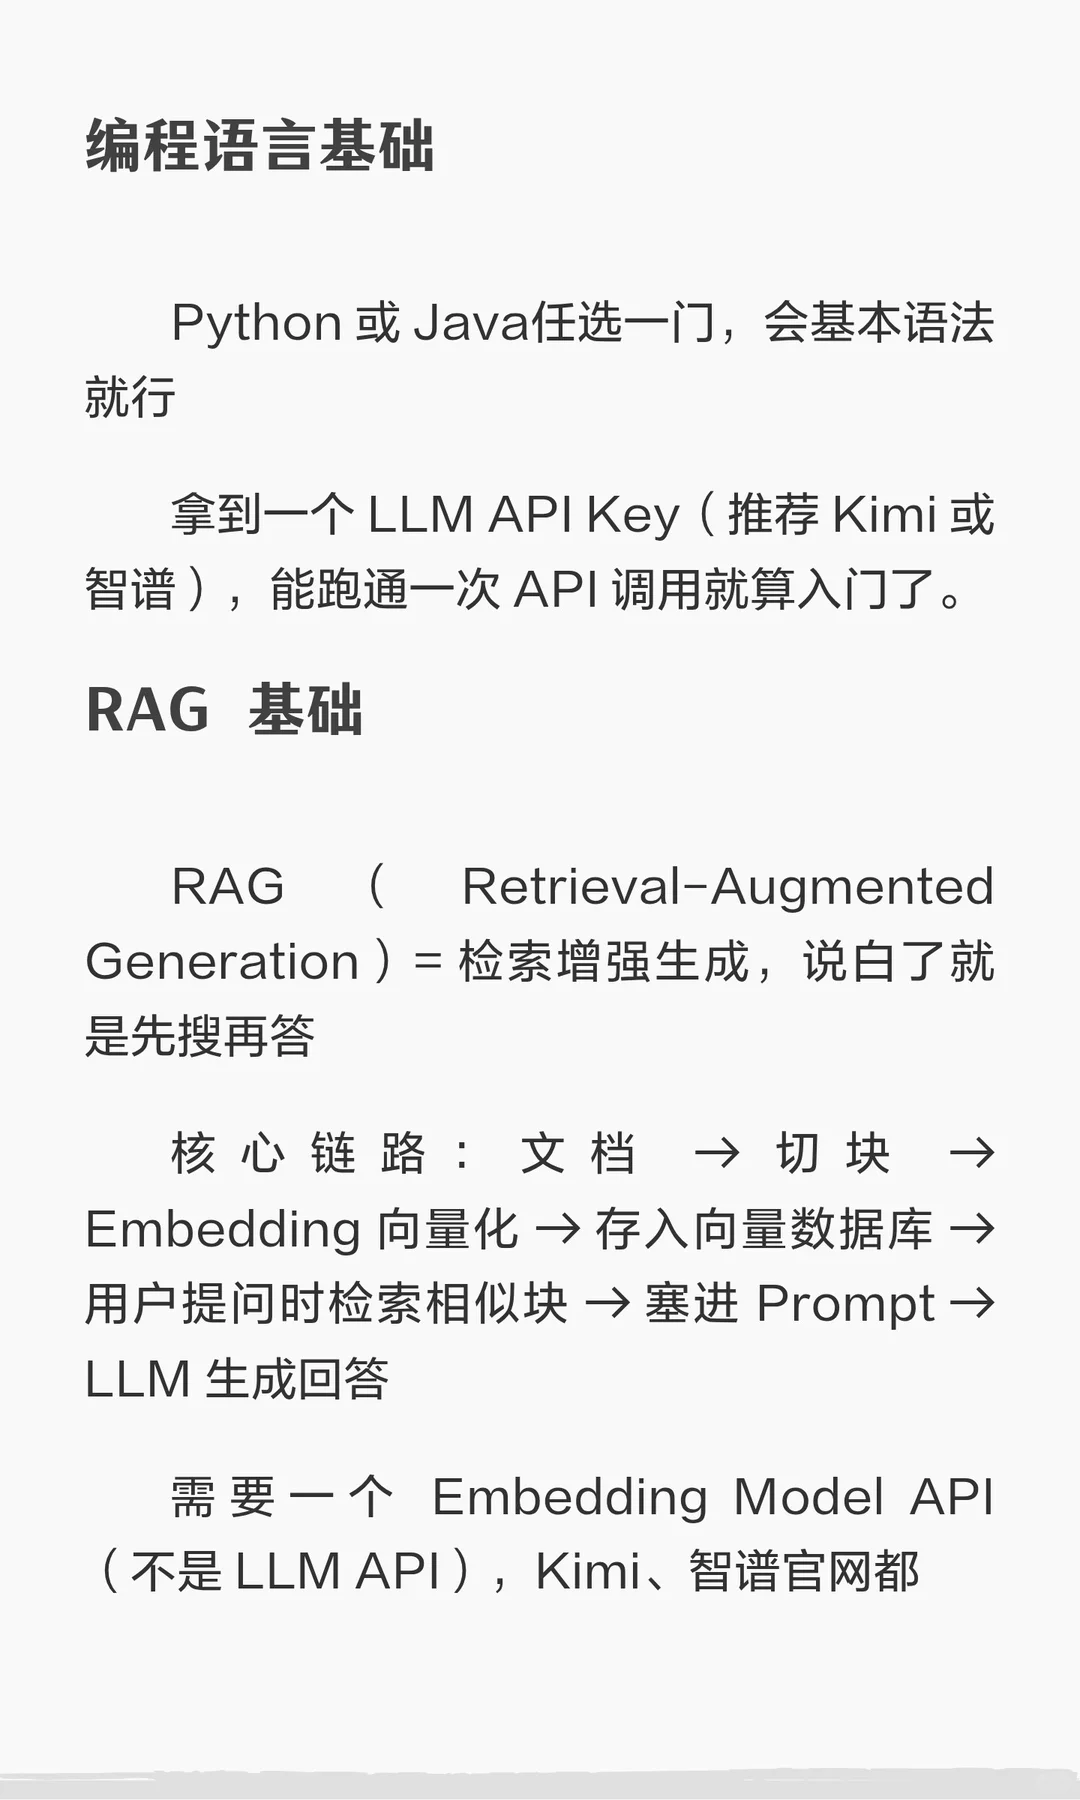 编程语言基础
Python 或 Java任选一门，会基本语法
就行
拿到一个 LLM API Key（推荐 Kimi 或
智谱），能跑通一次 API 调用就算入门了。
RAG 基础
RAG （ Retrieval-Augmented
Generation）= 检索增强生成，说白了就
是先搜再答
核心链路：文档 → 切块 →
Embedding 向量化 → 存入向量数据库 →
用户提问时检索相似块 → 塞进 Prompt →
LLM 生成回答
需要一个 Embedding Model API
（不是 LLM API），Kimi、智谱官网都